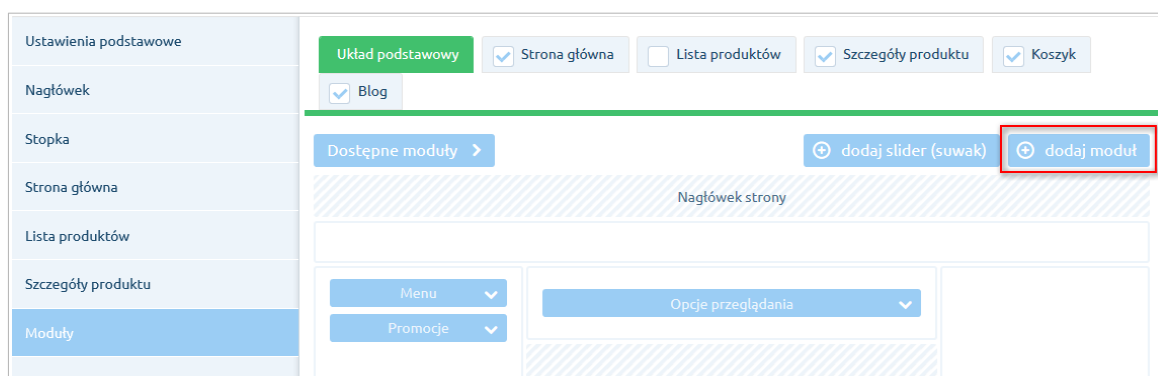 Ustawienia podstawowe
Nagłówek
Stopka
Strona główna
Lista produktów
Szczegóły produktu
Moduły
Układ podstawowy
Strona główna
Lista produktów
Szczegóły produktu
Koszyk
Blog
Dostępne moduły
dodaj slider (suwak)
dodaj moduł
Nagłówek strony
Menu
Promocje
Opcje przeglądania